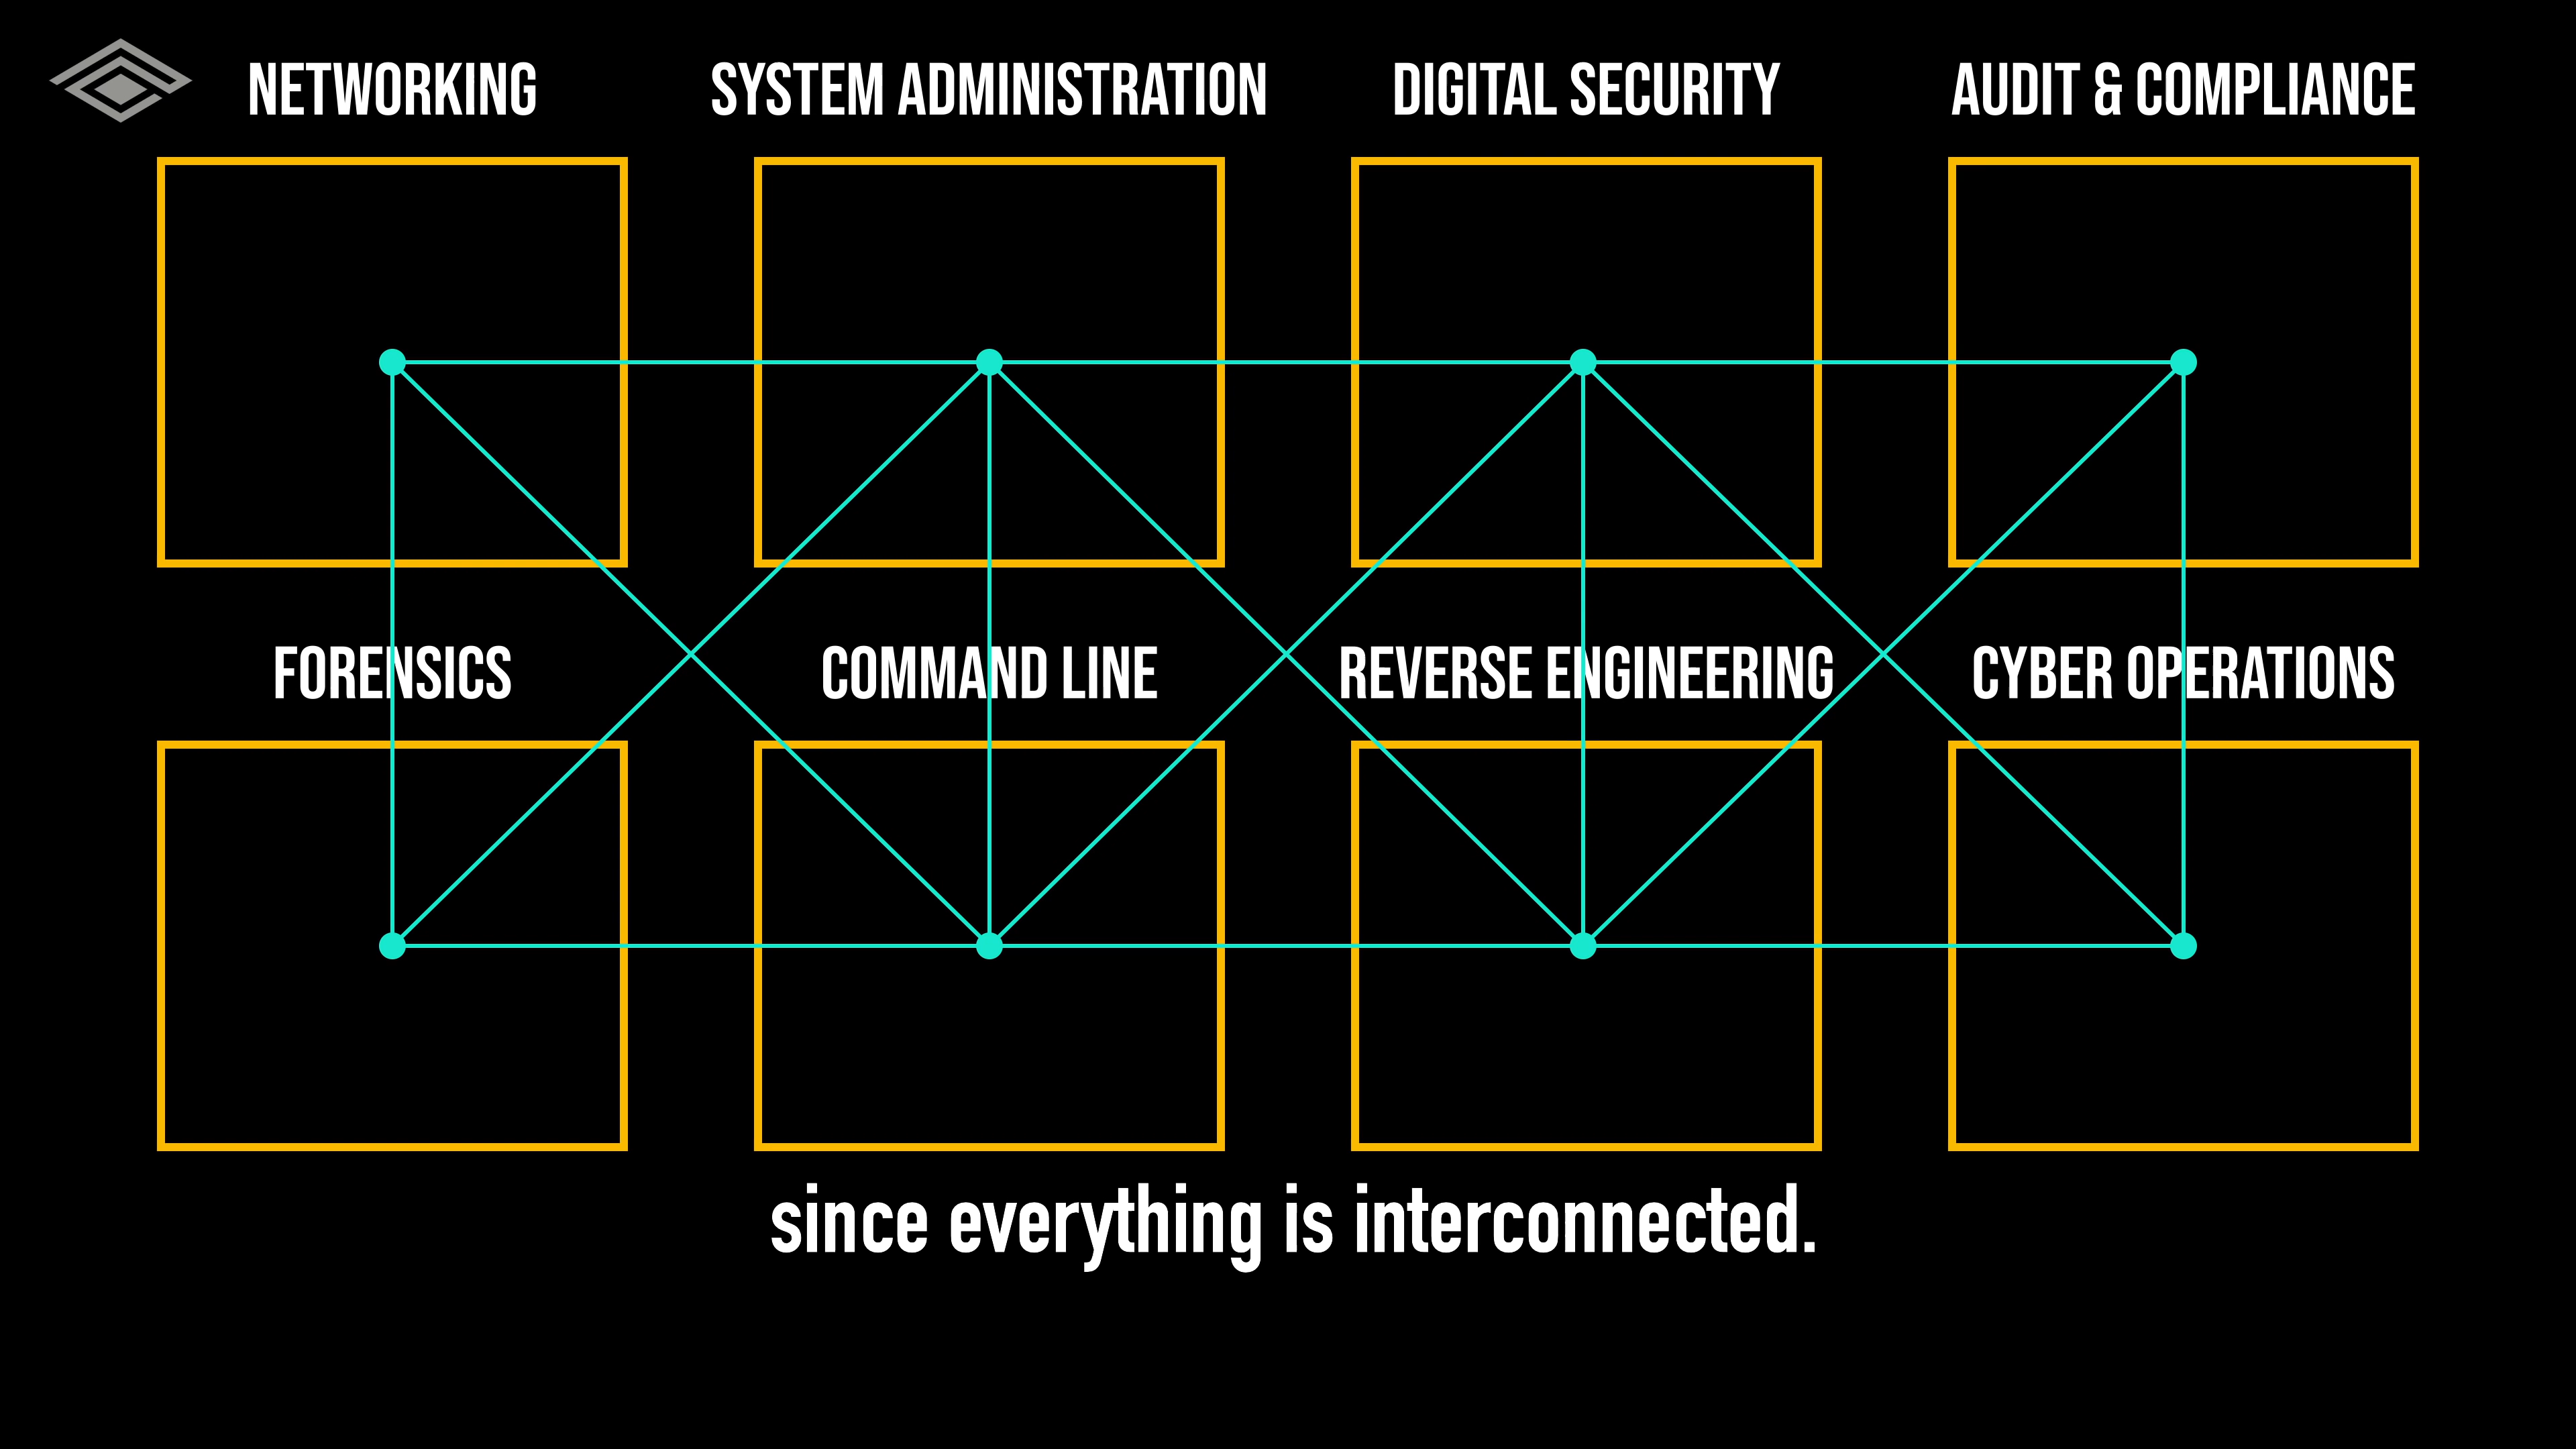 NETWORKING
SYSTEM ADMINISTRATION
DIGITAL SECURITY
AUDIT & COMPLIANCE
FORENSICS
COMMAND LINE
REVERSE ENGINEERING
CYBER OPERATIONS
since everything is interconnected.